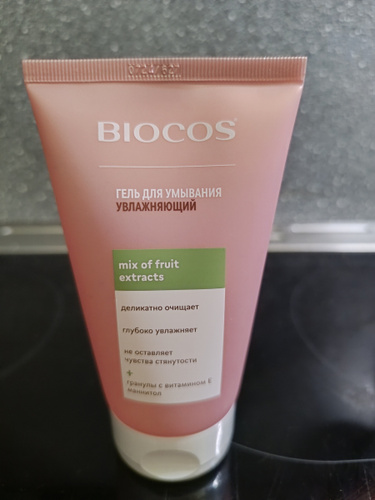 BIOCOS®
ГЕЛЬ ДЛЯ УМЫВАНИЯ
УВЛАЖНЯЮЩИЙ
mix of fruit
extracts
деликатно очищает
глубоко увлажняет
не оставляет
чувства стянутости
+
гранулы с витамином Е
маннитол